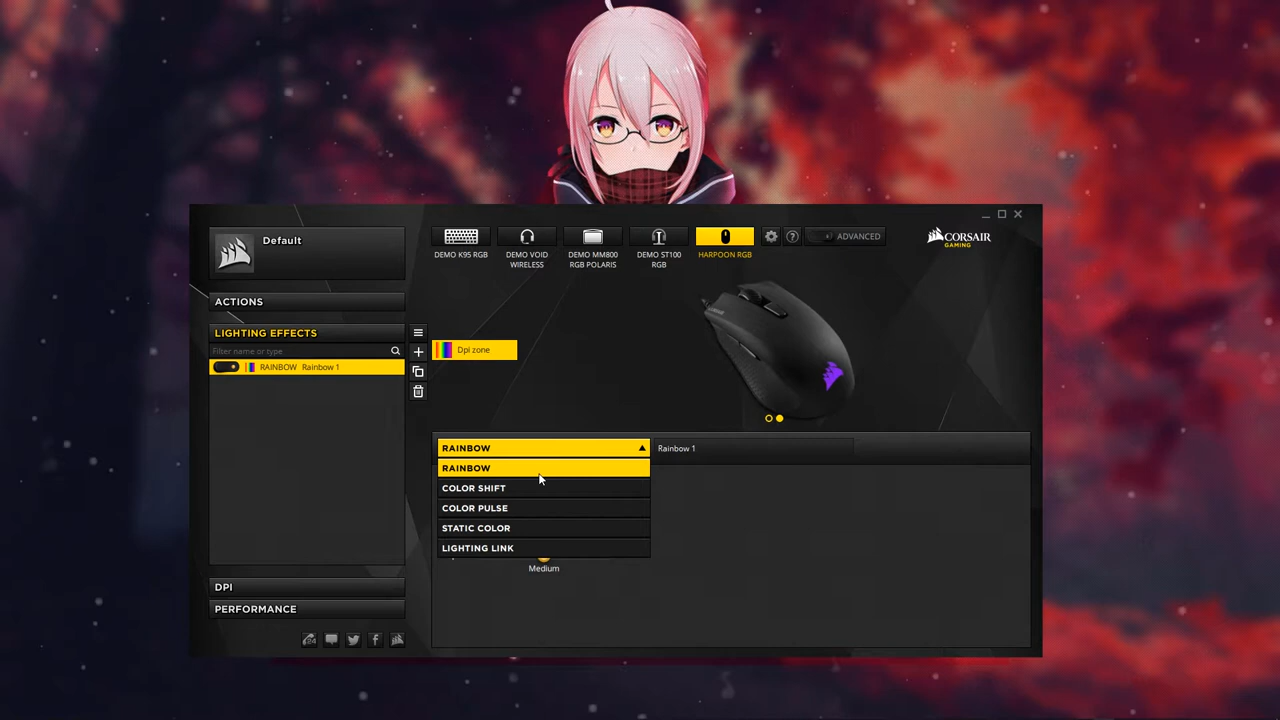 Default
ADVANCED
CORSAIR
GAMING
DEMO K95 RGB
DEMO VOID
WIRELESS
DEMO MM800
RGB POLARIS
DEMO ST100
RGB
HARPOON RGB
ACTIONS
LIGHTING EFFECTS
Filter name or type
RAINBOW Rainbow 1
Dpi zone
RAINBOW
Rainbow 1
RAINBOW
COLOR SHIFT
COLOR PULSE
STATIC COLOR
LIGHTING LINK
Medium
DPI
PERFORMANCE